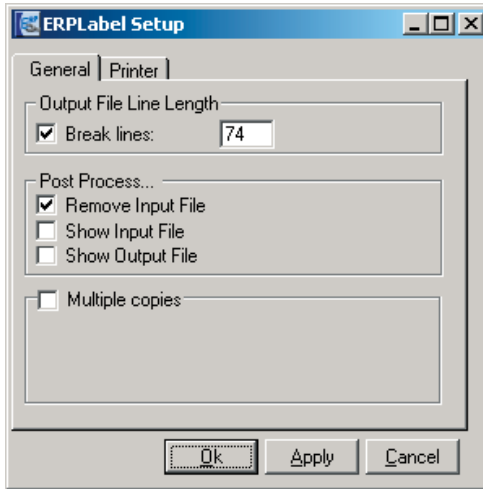 ERPLabel Setup
General Printer
Output File Line Length
Break lines: 74
Post Process...
Remove Input File
Show Input File
Show Output File
Multiple copies
Ok Apply Cancel